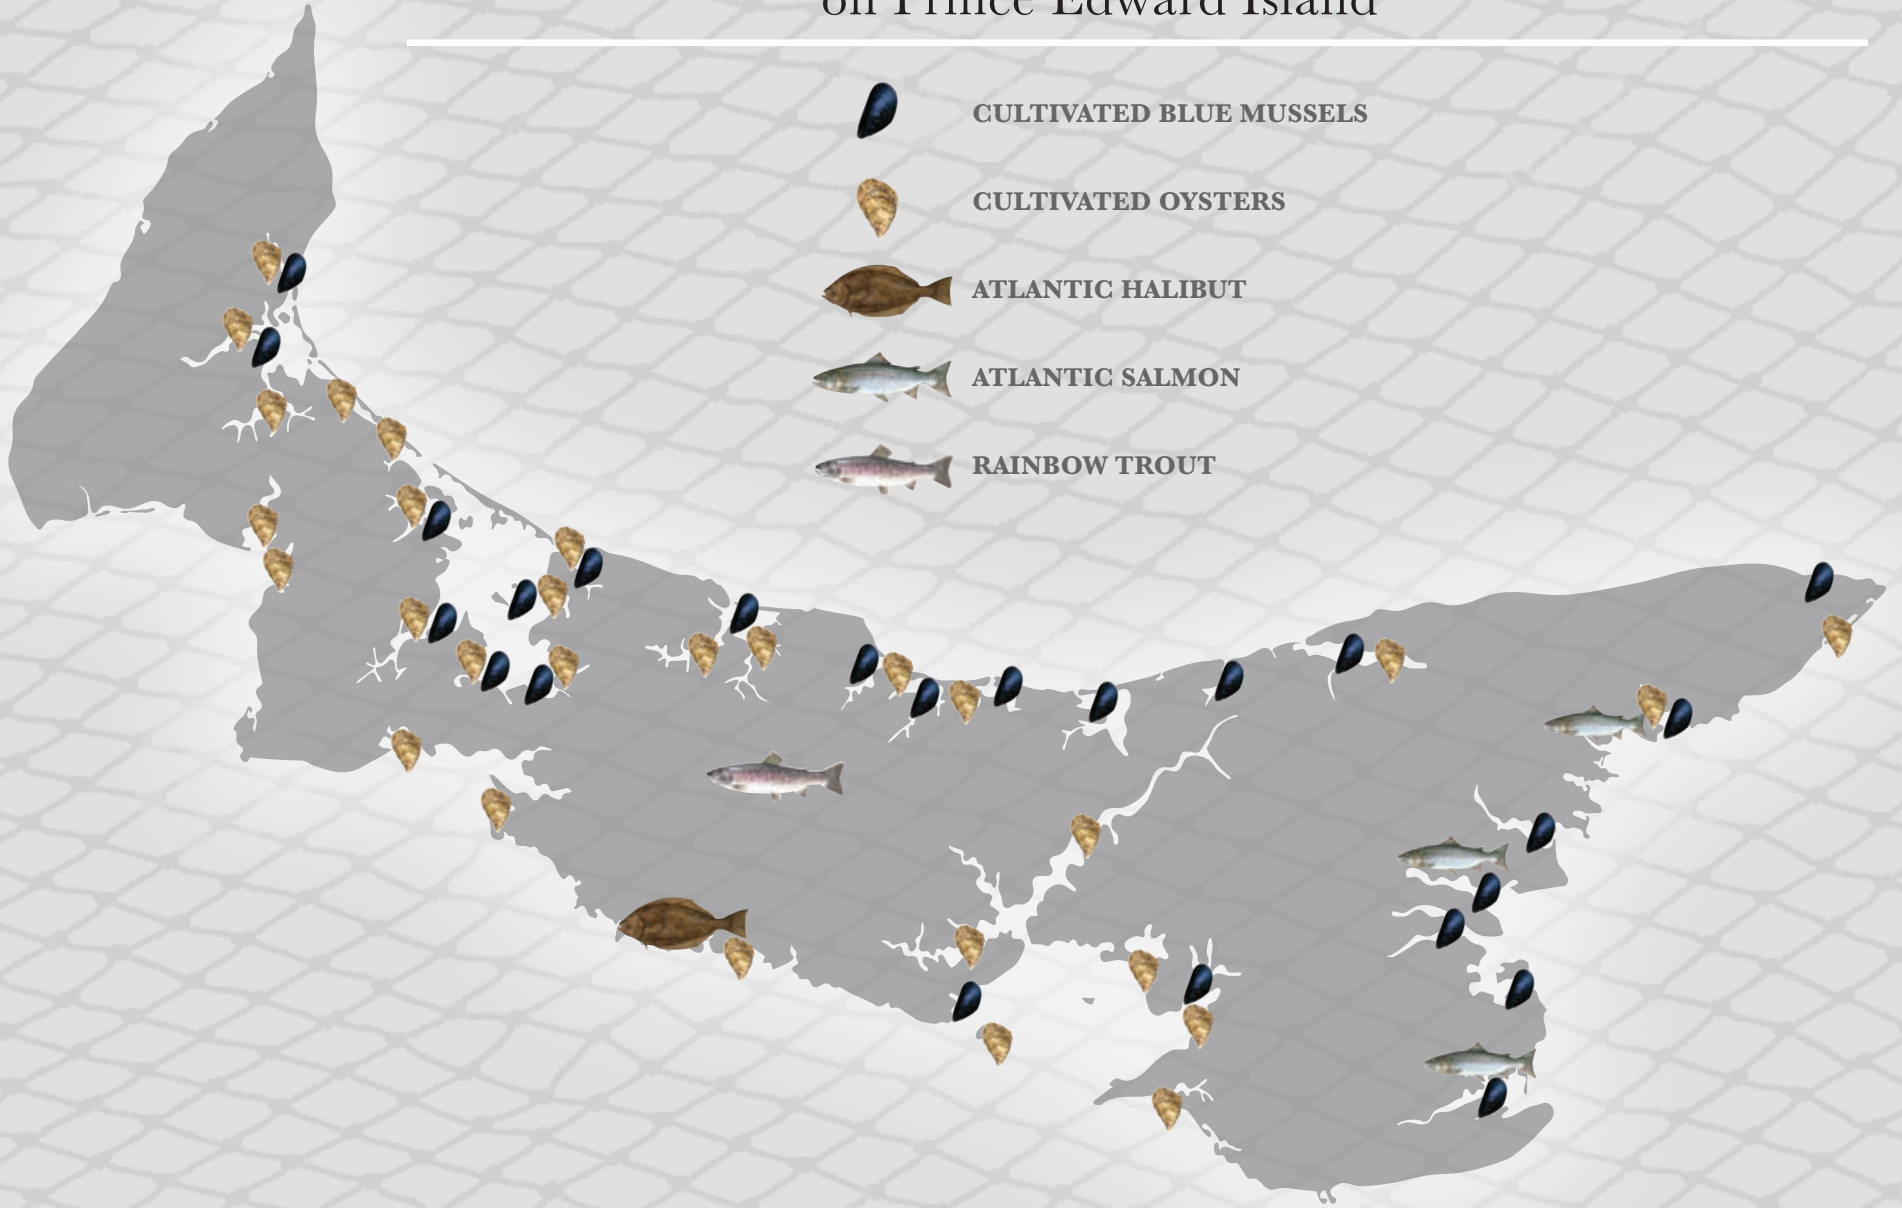 on Prince Edward Island
CULTIVATED BLUE MUSSELS
CULTIVATED OYSTERS
ATLANTIC HALIBUT
ATLANTIC SALMON
RAINBOW TROUT